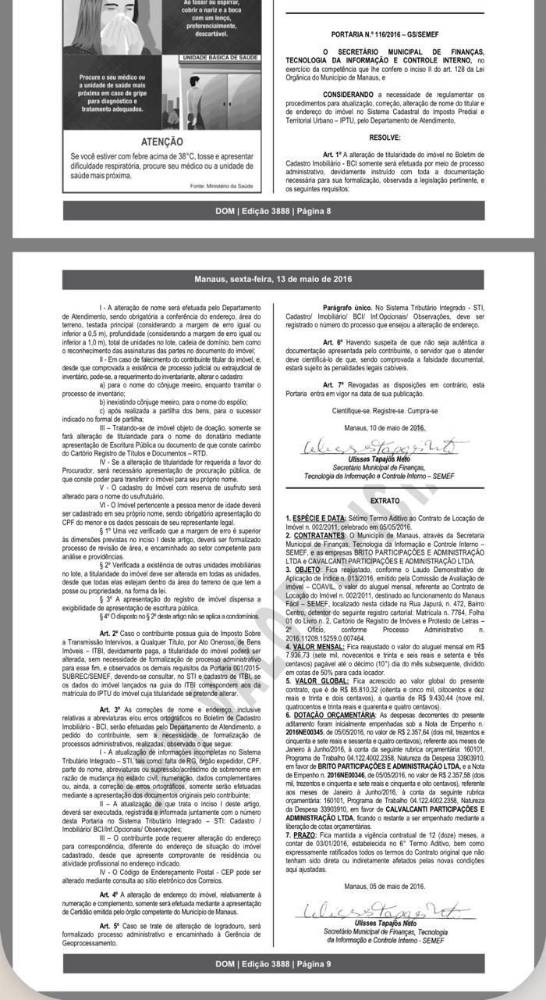 Ao tossir ou espirrar,
cobrir o nariz e a boca
com um lenço,
preferencialmente,
descartável.
UNIDADE BÁSICA DE SAÚDE
Procure o seu médico ou
a unidade de saúde mais
próxima em caso de gripe
para diagnóstico e
tratamento adequados.
ATENÇÃO
Se você estiver com febre acima de 38°C, tosse e apresentar
dificuldade respiratória, procure seu médico ou a unidade de
saúde mais próxima.
Fonte: Ministério da Saúde
PORTARIA N.º 116/2016 – GS/SEMEF
O SECRETÁRIO MUNICIPAL DE FINANÇAS,
TECNOLOGIA DA INFORMAÇÃO E CONTROLE INTERNO, no
exercício da competência que lhe confere o inciso II do art. 128 da Lei
Orgânica do Município de Manaus, e
CONSIDERANDO a necessidade de regulamentar os
procedimentos para atualização, correção, alteração de nome do titular e
de endereço do imóvel no Sistema Cadastral do Imposto Predial e
Territorial Urbano – IPTU, pelo Departamento de Atendimento,
RESOLVE:
Art. 1º A alteração de titularidade do imóvel no Boletim de
Cadastro Imobiliário - BCI somente será efetuada por meio de processo
administrativo, devidamente instruído com toda a documentação
necessária para sua formalização, observada a legislação pertinente, e
os seguintes requisitos:
DOM | Edição 3888 | Página 8
Manaus, sexta-feira, 13 de maio de 2016
I - A alteração de nome será efetuada pelo Departamento
de Atendimento, sendo obrigatória a conferência do endereço, área do
terreno, testada principal (considerando a margem de erro igual ou
inferior a 0,5 m), profundidade (considerando a margem de erro igual ou
inferior a 1,0 m), total de unidades no lote, cadeia de domínio, bem como
o reconhecimento das assinaturas das partes no documento do imóvel;
II - Em caso de falecimento do contribuinte titular do imóvel, e,
desde que comprovada a existência de processo judicial ou extrajudicial de
inventário, pode-se, a requerimento do inventariante, alterar o cadastro:
a) para o nome do cônjuge meeiro, enquanto tramitar o
processo de inventário;
b) inexistindo cônjuge meeiro, para o nome do espólio;
c) após realizada a partilha dos bens, para o sucessor
indicado no formal de partilha;
III – Tratando-se de imóvel objeto de doação, somente se
fará alteração de titularidade para o nome do donatário mediante
apresentação de Escritura Pública ou documento de que conste carimbo
do Cartório Registro de Títulos e Documentos – RTD.
IV - Se a alteração de titularidade for requerida a favor do
Procurador, será necessário apresentação de procuração pública, de
que conste poder para transferir o imóvel para seu próprio nome.
V - O cadastro do Imóvel com reserva de usufruto será
alterado para o nome do usufrutuário.
VI - O Imóvel pertencente a pessoa menor de idade deverá
ser cadastrado em seu próprio nome, sendo obrigatório apresentação do
CPF do menor e os dados pessoais de seu representante legal.
§ 1º Uma vez verificado que a margem de erro é superior
às dimensões previstas no inciso I deste artigo, deverá ser formalizado
processo de revisão de área, e encaminhado ao setor competente para
análise e providências.
§ 2º Verificada a existência de outras unidades imobiliárias
no lote, a titularidade do imóvel deve ser alterada em todas as unidades,
desde que todas elas estejam dentro da área do terreno de que tem a
posse ou propriedade, na forma da lei.
§ 3º A apresentação do registro de imóvel dispensa a
exigibilidade de apresentação de escritura pública.
§ 4º O disposto no § 2º deste artigo não se aplica a condomínios.
Art. 2º Caso o contribuinte possua guia de Imposto Sobre
a Transmissão Intervivos, a Qualquer Título, por Ato Oneroso, de Bens
Imóveis – ITBI, devidamente paga, a titularidade do imóvel poderá ser
alterada, sem necessidade de formalização de processo administrativo
para esse fim, e observados os demais requisitos da Portaria 001/2015-
SUBREC/SEMEF, devendo-se consultar, no STI e cadastro de ITBI, se
os dados do imóvel lançados na guia do ITBI correspondem aos da
matrícula do IPTU do imóvel cuja titularidade se pretende alterar.
Art. 3º As correções de nome e endereço, inclusive
relativas a abreviaturas e/ou erros ortográficos no Boletim de Cadastro
Imobiliário - BCI, serão efetuadas pelo Departamento de Atendimento, a
pedido do contribuinte, sem a necessidade de formalização de
processos administrativos, realizadas, observado o que segue:
I - A atualização de informações incompletas no Sistema
Tributário Integrado – STI, tais como: falta de RG, órgão expedidor, CPF,
parte do nome, abreviaturas ou supressão/acréscimo de sobrenome em
razão de mudança de estado civil, numeração, dados complementares
ou, ainda, a correção de erros ortográficos, somente serão efetuadas
mediante a apresentação dos documentos originais pelo contribuinte;
II – A atualização de que trata o inciso I deste artigo,
deverá ser executada, registrada e informada juntamente com o número
desta Portaria no Sistema Tributário Integrado – STI: Cadastro /
Imobiliário/ BCI/Inf.Opcionais/ Observações;
III – O contribuinte pode requerer alteração do endereço
para correspondência, diferente do endereço de situação do imóvel
cadastrado, desde que apresente comprovante de residência ou
atividade profissional no endereço indicado.
IV - O Código de Endereçamento Postal - CEP pode ser
alterado mediante consulta ao sítio eletrônico dos Correios.
Art. 4º A alteração de endereço do imóvel, relativamente à
numeração e complemento, somente será efetuada mediante a apresentação
de Certidão emitida pelo órgão competente do Município de Manaus.
Art. 5º Caso se trate de alteração de logradouro, será
formalizado processo administrativo e encaminhado à Gerência de
Geoprocessamento.
Parágrafo único. No Sistema Tributário Integrado - STI,
Cadastro/ Imobiliário/ BCI/ Inf.Opcionais/ Observações, deve ser
registrado o número do processo que ensejou a alteração de endereço.
Art. 6º Havendo suspeita de que não seja autêntica a
documentação apresentada pelo contribuinte, o servidor que o atender
deve cientificá-lo de que, sendo comprovada a falsidade documental,
estará sujeito às penalidades legais cabíveis.
Art. 7º Revogadas as disposições em contrário, esta
Portaria entra em vigor na data de sua publicação.
Cientifique-se. Registre-se. Cumpra-se
Manaus, 10 de maio de 2016.
Ulisses Tapajós Neto
Ulisses Tapajós Neto
Secretário Municipal de Finanças,
Tecnologia da Informação e Controle Interno – SEMEF
EXTRATO
1. ESPÉCIE E DATA: Sétimo Termo Aditivo ao Contrato de Locação de
Imóvel n. 002/2011, celebrado em 05/05/2016.
2. CONTRATANTES: O Município de Manaus, através da Secretaria
Municipal de Finanças, Tecnologia da Informação e Controle Interno –
SEMEF, e as empresas BRITO PARTICIPAÇÕES E ADMINISTRAÇÃO
LTDA e CAVALCANTI PARTICIPAÇÕES E ADMINISTRAÇÃO LTDA.
3. OBJETO: Fica reajustado, conforme o Laudo Demonstrativo de
Aplicação de Índice n. 013/2016, emitido pela Comissão de Avaliação de
imóvel – COAVIL, o valor do aluguel mensal, referente ao Contrato de
Locação do Imóvel n. 002/2011, destinado ao funcionamento do Manaus
Fácil – SEMEF, localizado nesta cidade na Rua Japurá, n. 472, Bairro
Centro, detentor do seguinte registro cartorial: Matrícula n. 7764, Folha
01 do Livro n. 2, Cartório de Registro de Imóveis e Protesto de Letras –
2º Ofício, conforme Processo Administrativo n.
2016.11209.15259.0.007464.
4. VALOR MENSAL: Fica reajustado o valor do aluguel mensal em R$
7.936,73 (sete mil, novecentos e trinta e seis reais e setenta e três
centavos) pagável até o décimo (10°) dia do mês subsequente, dividido
em cotas de 50% para cada locador.
5. VALOR GLOBAL: Fica acrescido ao valor global do presente
contrato, que é de R$ 85.810,32 (oitenta e cinco mil, oitocentos e dez
reais e trinta e dois centavos), a quantia de R$ 9.430,44 (nove mil,
quatrocentos e trinta reais e quarenta e quatro centavos).
6. DOTAÇÃO ORÇAMENTÁRIA: As despesas decorrentes do presente
aditamento foram inicialmente empenhadas sob a Nota de Empenho n.
2016NE00345, de 05/05/2016, no valor de R$ 2.357,64 (dois mil, trezentos e
cinquenta e sete reais e sessenta e quatro centavos), referente aos meses de
Janeiro à Junho/2016, à conta da seguinte rubrica orçamentária: 160101,
Programa de Trabalho 04.122.4002.2358, Natureza da Despesa 33903910,
em favor de BRITO PARTICIPAÇÕES E ADMINISTRAÇÃO LTDA, e a Nota
de Empenho n. 2016NE00346, de 05/05/2016, no valor de R$ 2.357,58 (dois
mil, trezentos e cinquenta e sete reais e cinquenta e oito centavos), referente
aos meses de Janeiro à Junho/2016, à conta da seguinte rubrica
orçamentária: 160101, Programa de Trabalho 04.122.4002.2358, Natureza
da Despesa 33903910, em favor de CALVALCANTI PARTICIPAÇÕES E
ADMINISTRAÇÃO LTDA, ficando o restante a ser empenhado mediante a
liberação de cotas orçamentárias.
7. PRAZO: Fica mantida a vigência contratual de 12 (doze) meses, a
contar de 03/01/2016, estabelecida no 6° Termo Aditivo, bem como
expressamente ratificados todos os termos do Contrato original que não
tenham sido direta ou indiretamente afetados pelas novas condições
aqui ajustadas.
Manaus, 05 de maio de 2016.
Ulisses Tapajós Neto
Ulisses Tapajós Neto
Secretário Municipal de Finanças, Tecnologia
da Informação e Controle Interno - SEMEF
DOM | Edição 3888 | Página 9